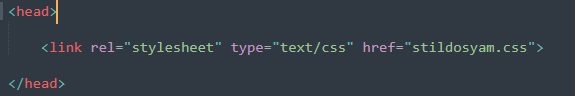 <head>
<link rel="stylesheet" type="text/css" href="stildosyam.css">
</head>